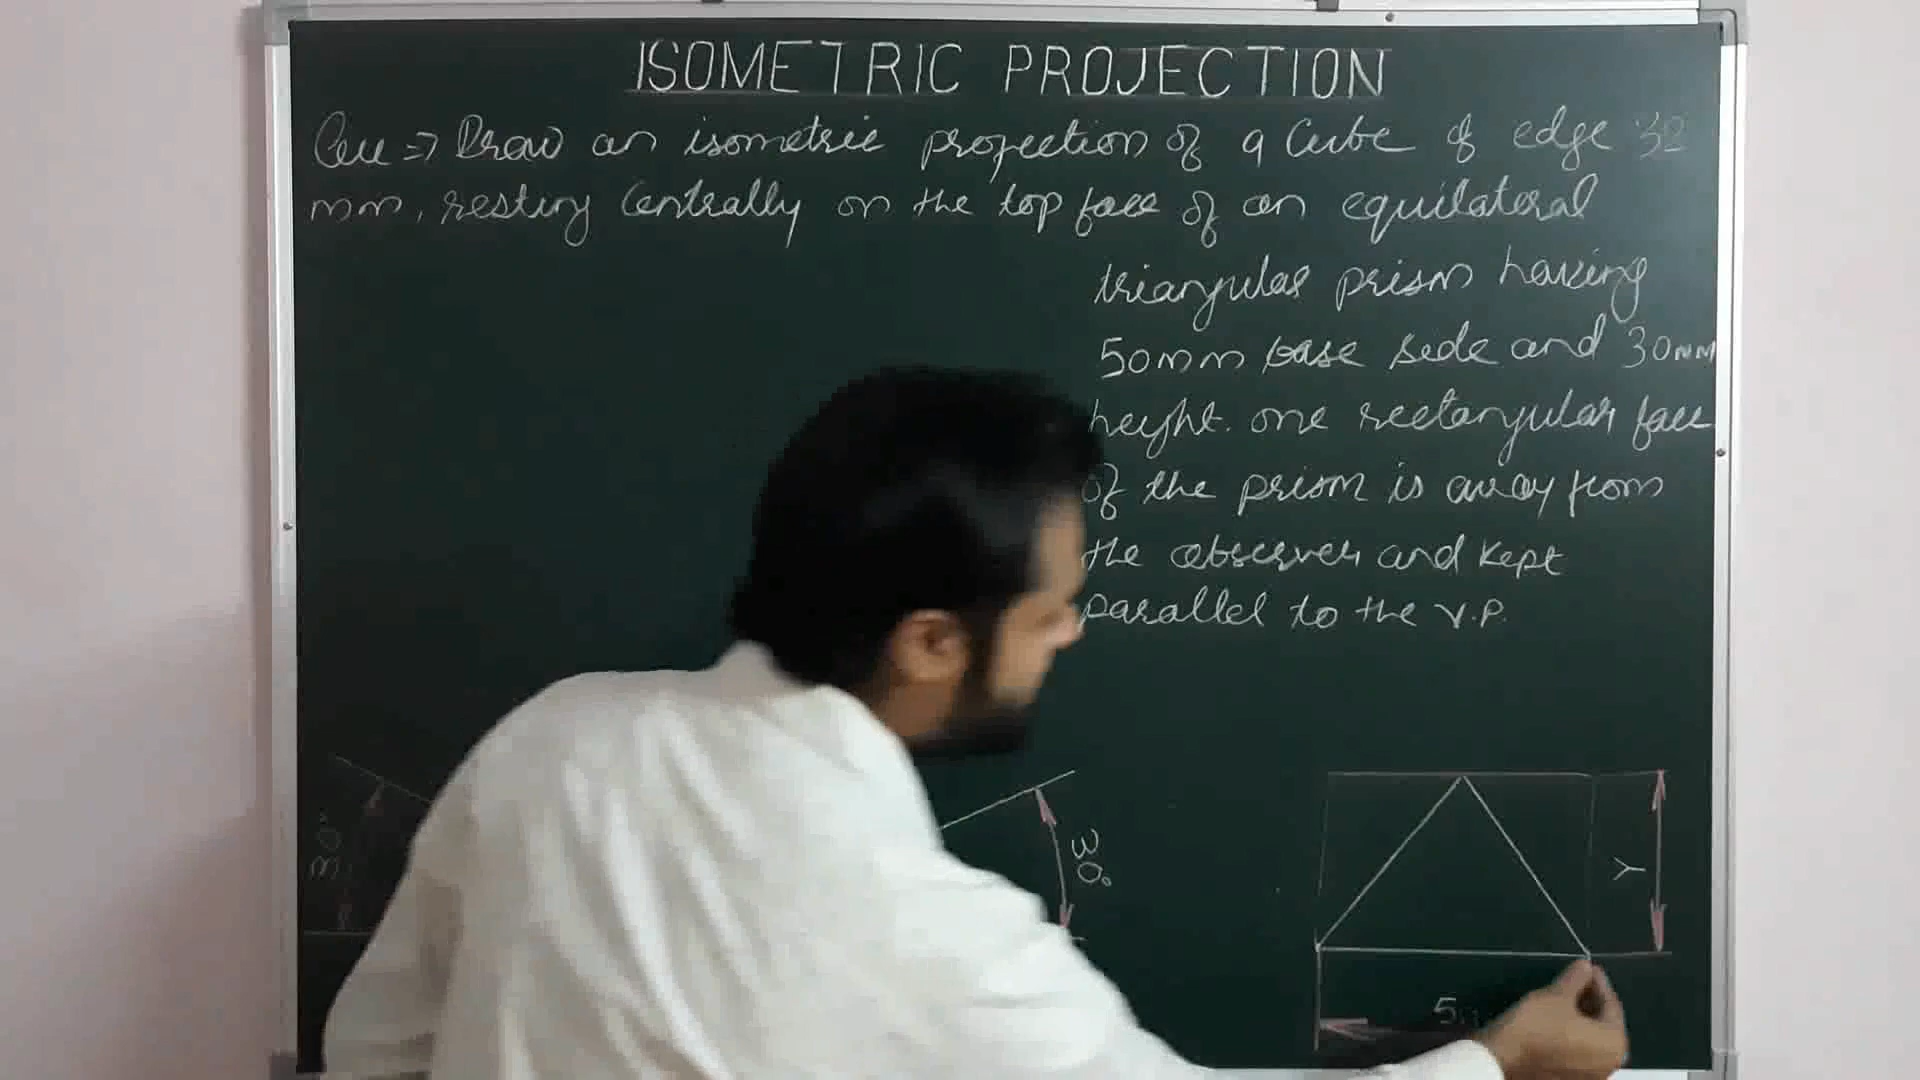 ISOMETRIC PROJECTION
Que => Draw an isometric projection of a Cube of edge 32
mm, resting Centrally on the top face of an equilateral
triangular prism having
50mm base side and 30mm
height. one rectangular face
of the prism is away from
the observer and kept
parallel to the V.P.
30°
30°
Y